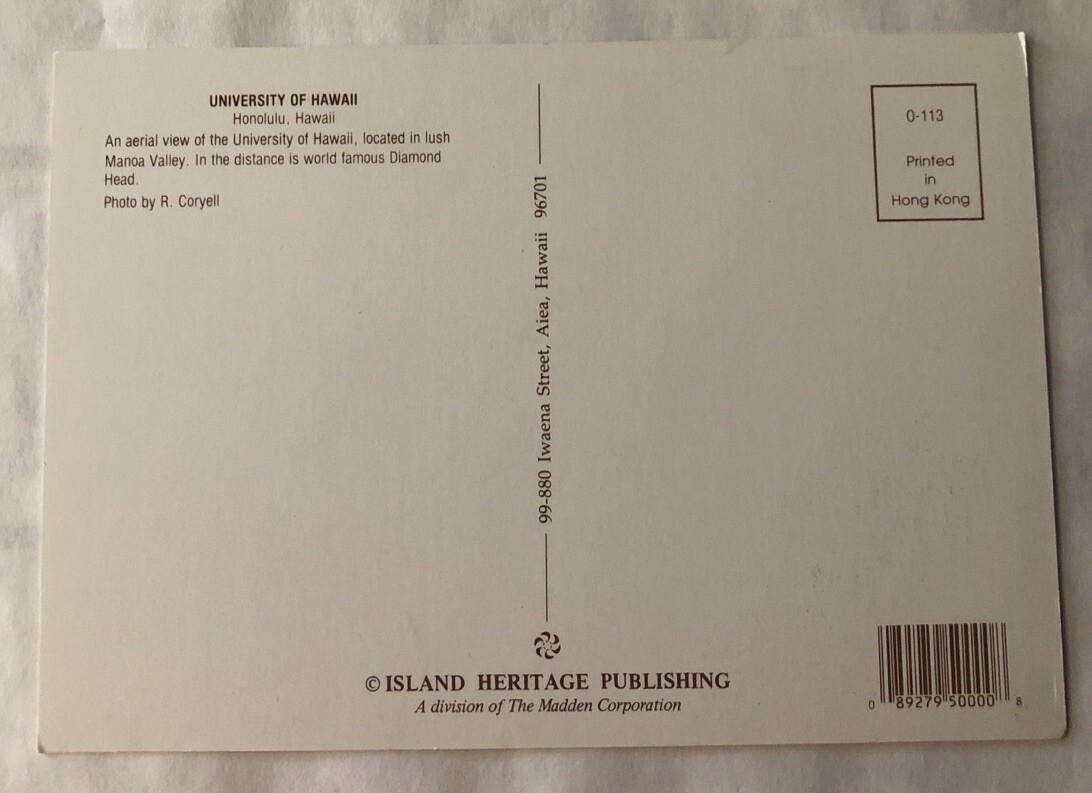 UNIVERSITY OF HAWAII
Honolulu, Hawaii
An aerial view of the University of Hawaii, located in lush
Manoa Valley. In the distance is world famous Diamond
Head.
Photo by R. Coryell
99-880 Iwaena Street, Aiea, Hawaii 96701
O-113
Printed
in
Hong Kong
© ISLAND HERITAGE PUBLISHING
A division of The Madden Corporation
0 89279 50000 8